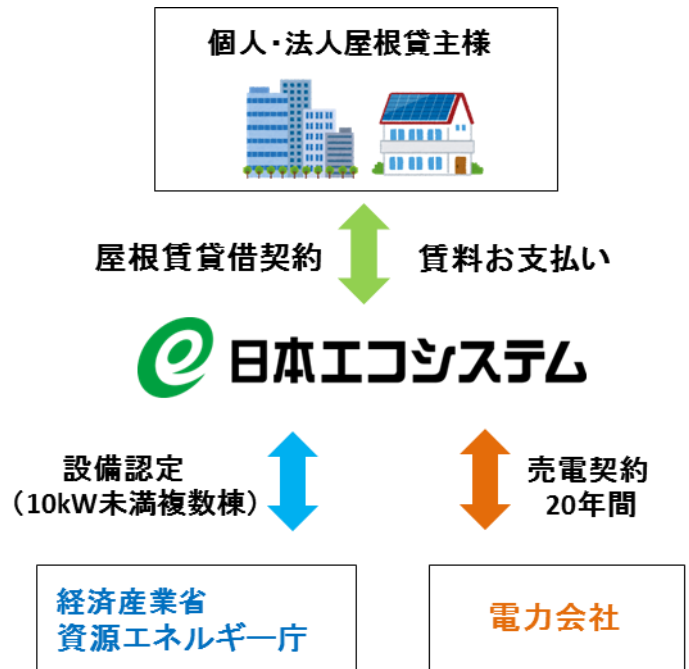 個人・法人屋根貸主様
屋根賃貸借契約
賃料お支払い
日本エコシステム
設備認定
（10kW未満複数棟）
売電契約
20年間
経済産業省
資源エネルギー庁
電力会社